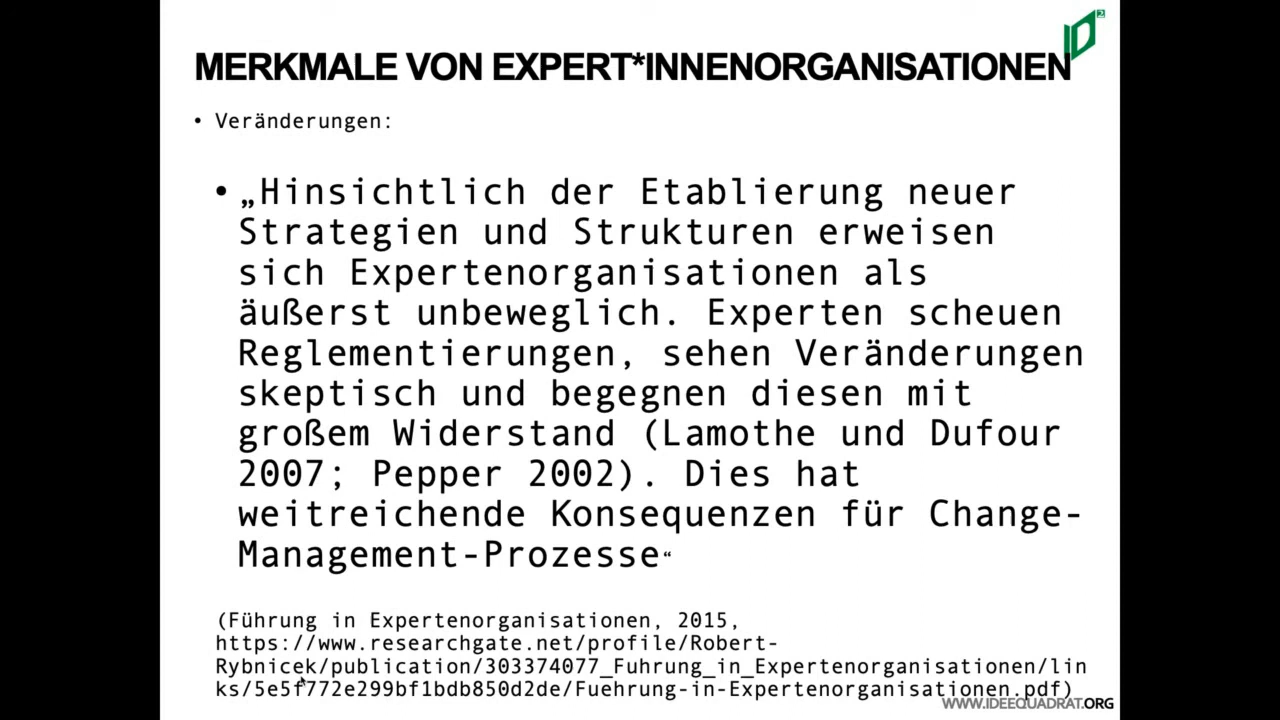 MERKMALE VON EXPERT*INNENORGANISATIONEN
ID2
• Veränderungen:
• „Hinsichtlich der Etablierung neuer
Strategien und Strukturen erweisen
sich Expertenorganisationen als
äußerst unbeweglich. Experten scheuen
Reglementierungen, sehen Veränderungen
skeptisch und begegnen diesen mit
großem Widerstand (Lamothe und Dufour
2007; Pepper 2002). Dies hat
weitreichende Konsequenzen für Change-
Management-Prozesse“
(Führung in Expertenorganisationen, 2015,
https://www.researchgate.net/profile/Robert-
Rybnicek/publication/303374077_Fuhrung_in_Expertenorganisationen/lin
ks/5e5f772e299bf1bdb850d2de/Fuehrung-in-Expertenorganisationen.pdf)
WWW.IDEEQUADRAT.ORG